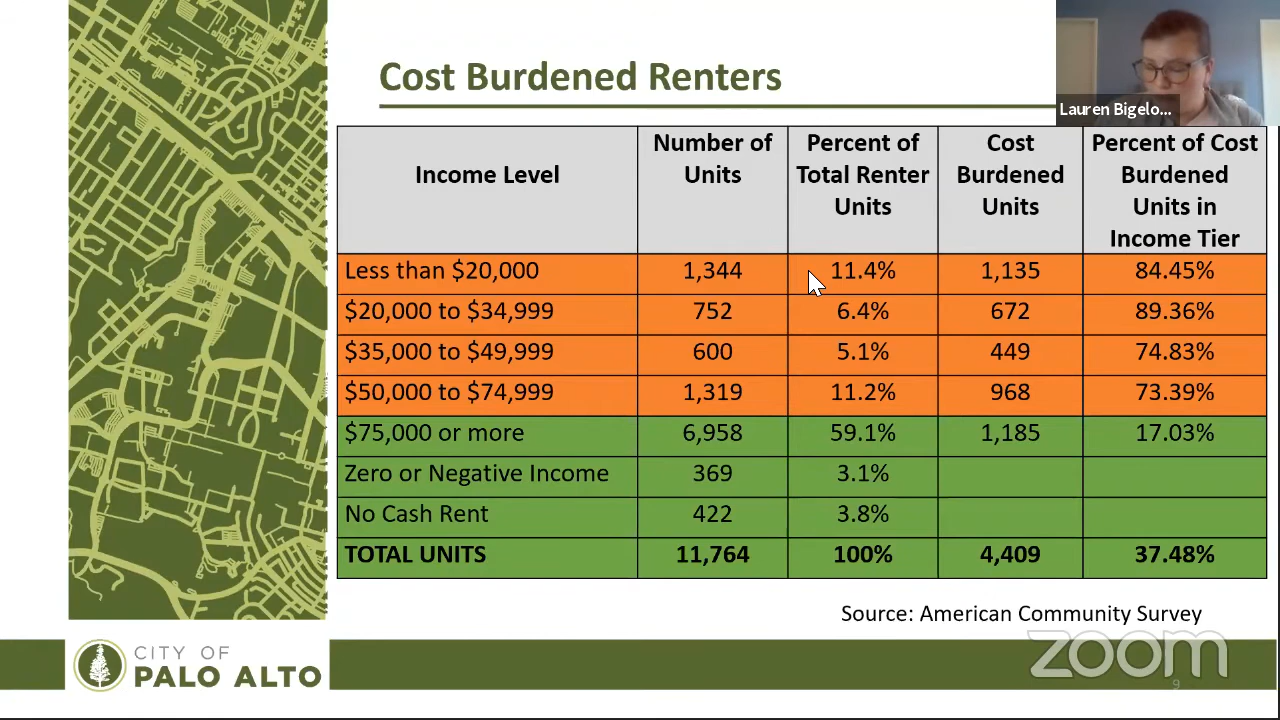 Cost Burdened Renters
Lauren Bigelo...
Income Level
Number of
Units
Percent of
Total Renter
Units
Cost
Burdened
Units
Percent of Cost
Burdened
Units in
Income Tier
Less than $20,000 1,344 11.4% 1,135 84.45%
$20,000 to $34,999 752 6.4% 672 89.36%
$35,000 to $49,999 600 5.1% 449 74.83%
$50,000 to $74,999 1,319 11.2% 968 73.39%
$75,000 or more 6,958 59.1% 1,185 17.03%
Zero or Negative Income 369 3.1%
No Cash Rent 422 3.8%
TOTAL UNITS 11,764 100% 4,409 37.48%
Source: American Community Survey
CITY OF
PALO ALTO
zoom
9